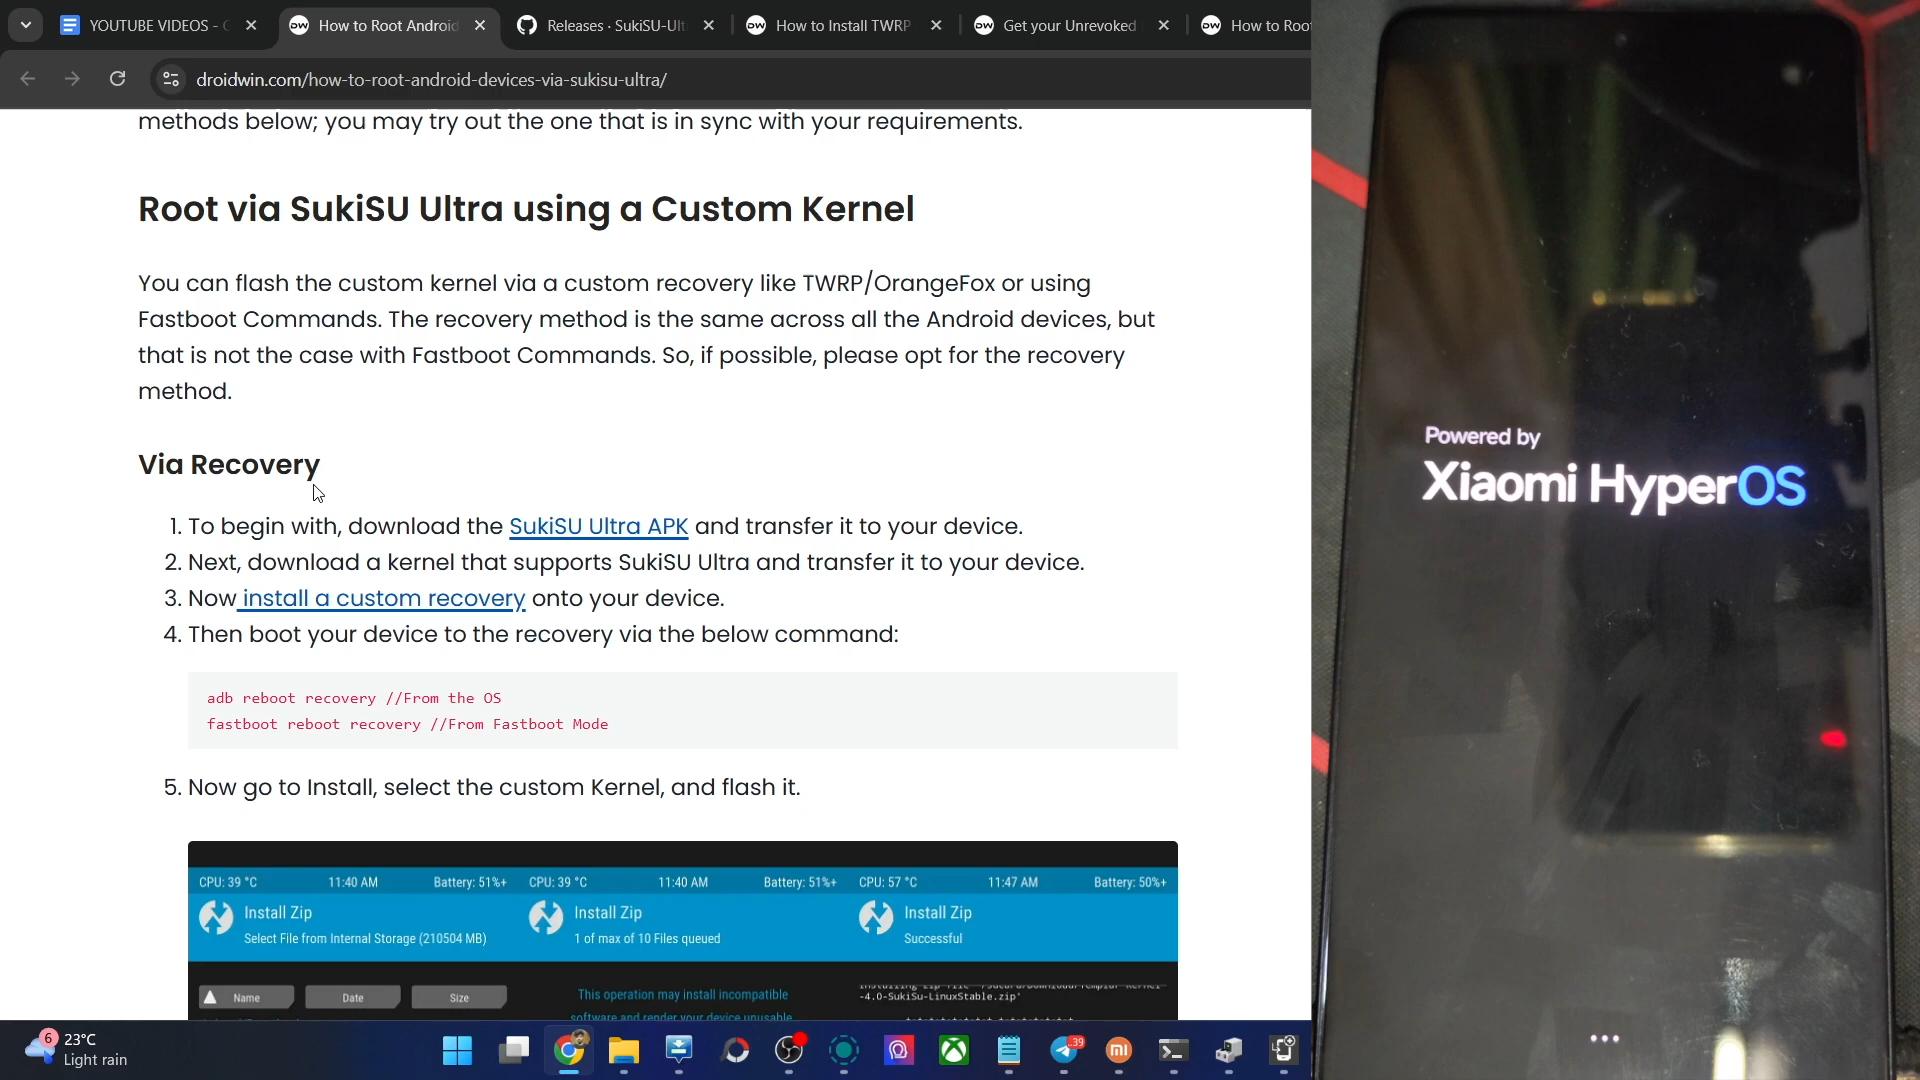 YOUTUBE VIDEOS -
How to Root Android
Releases · SukiSU-Ult
How to Install TWRP
Get your Unrevoked
How to Root
droidwin.com/how-to-root-android-devices-via-sukisu-ultra/
methods below; you may try out the one that is in sync with your requirements.
Root via SukiSU Ultra using a Custom Kernel
You can flash the custom kernel via a custom recovery like TWRP/OrangeFox or using
Fastboot Commands. The recovery method is the same across all the Android devices, but
that is not the case with Fastboot Commands. So, if possible, please opt for the recovery
method.
Via Recovery
1. To begin with, download the SukiSU Ultra APK and transfer it to your device.
2. Next, download a kernel that supports SukiSU Ultra and transfer it to your device.
3. Now install a custom recovery onto your device.
4. Then boot your device to the recovery via the below command:
adb reboot recovery //From the OS
fastboot reboot recovery //From Fastboot Mode
5. Now go to Install, select the custom Kernel, and flash it.
CPU: 39 °C 11:40 AM Battery: 51%+
Install Zip
Select File from Internal Storage (210504 MB)
Name Date Size
CPU: 39 °C 11:40 AM Battery: 51%+
Install Zip
1 of max of 10 Files queued
This operation may install incompatible
software and render your device unusable
CPU: 57 °C 11:47 AM Battery: 50%+
Install Zip
Successful
-4.0-SukiSu-LinuxStable.zip'
6
23°C
Light rain
39
Powered by
Xiaomi HyperOS